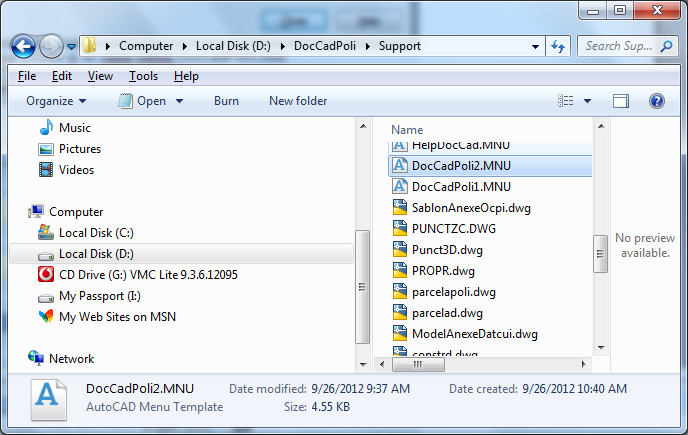 Computer Local Disk (D:) DocCadPoli Support
Search Sup...
File Edit View Tools Help
Organize Open Burn New folder
Music
Pictures
Videos
Computer
Local Disk (C:)
Local Disk (D:)
CD Drive (G:) VMC Lite 9.3.6.12095
My Passport (I:)
My Web Sites on MSN
Network
Name
HelpDocCad.MNU
DocCadPoli2.MNU
DocCadPoli1.MNU
SablonAnexeOcpi.dwg
PUNCTZC.DWG
Punct3D.dwg
PROPR.dwg
parcelapoli.dwg
parcelad.dwg
ModelAnexeDatcui.dwg
constrd.dwg
No preview
available.
DocCadPoli2.MNU Date modified: 9/26/2012 9:37 AM Date created: 9/26/2012 10:40 AM
AutoCAD Menu Template Size: 4.55 KB